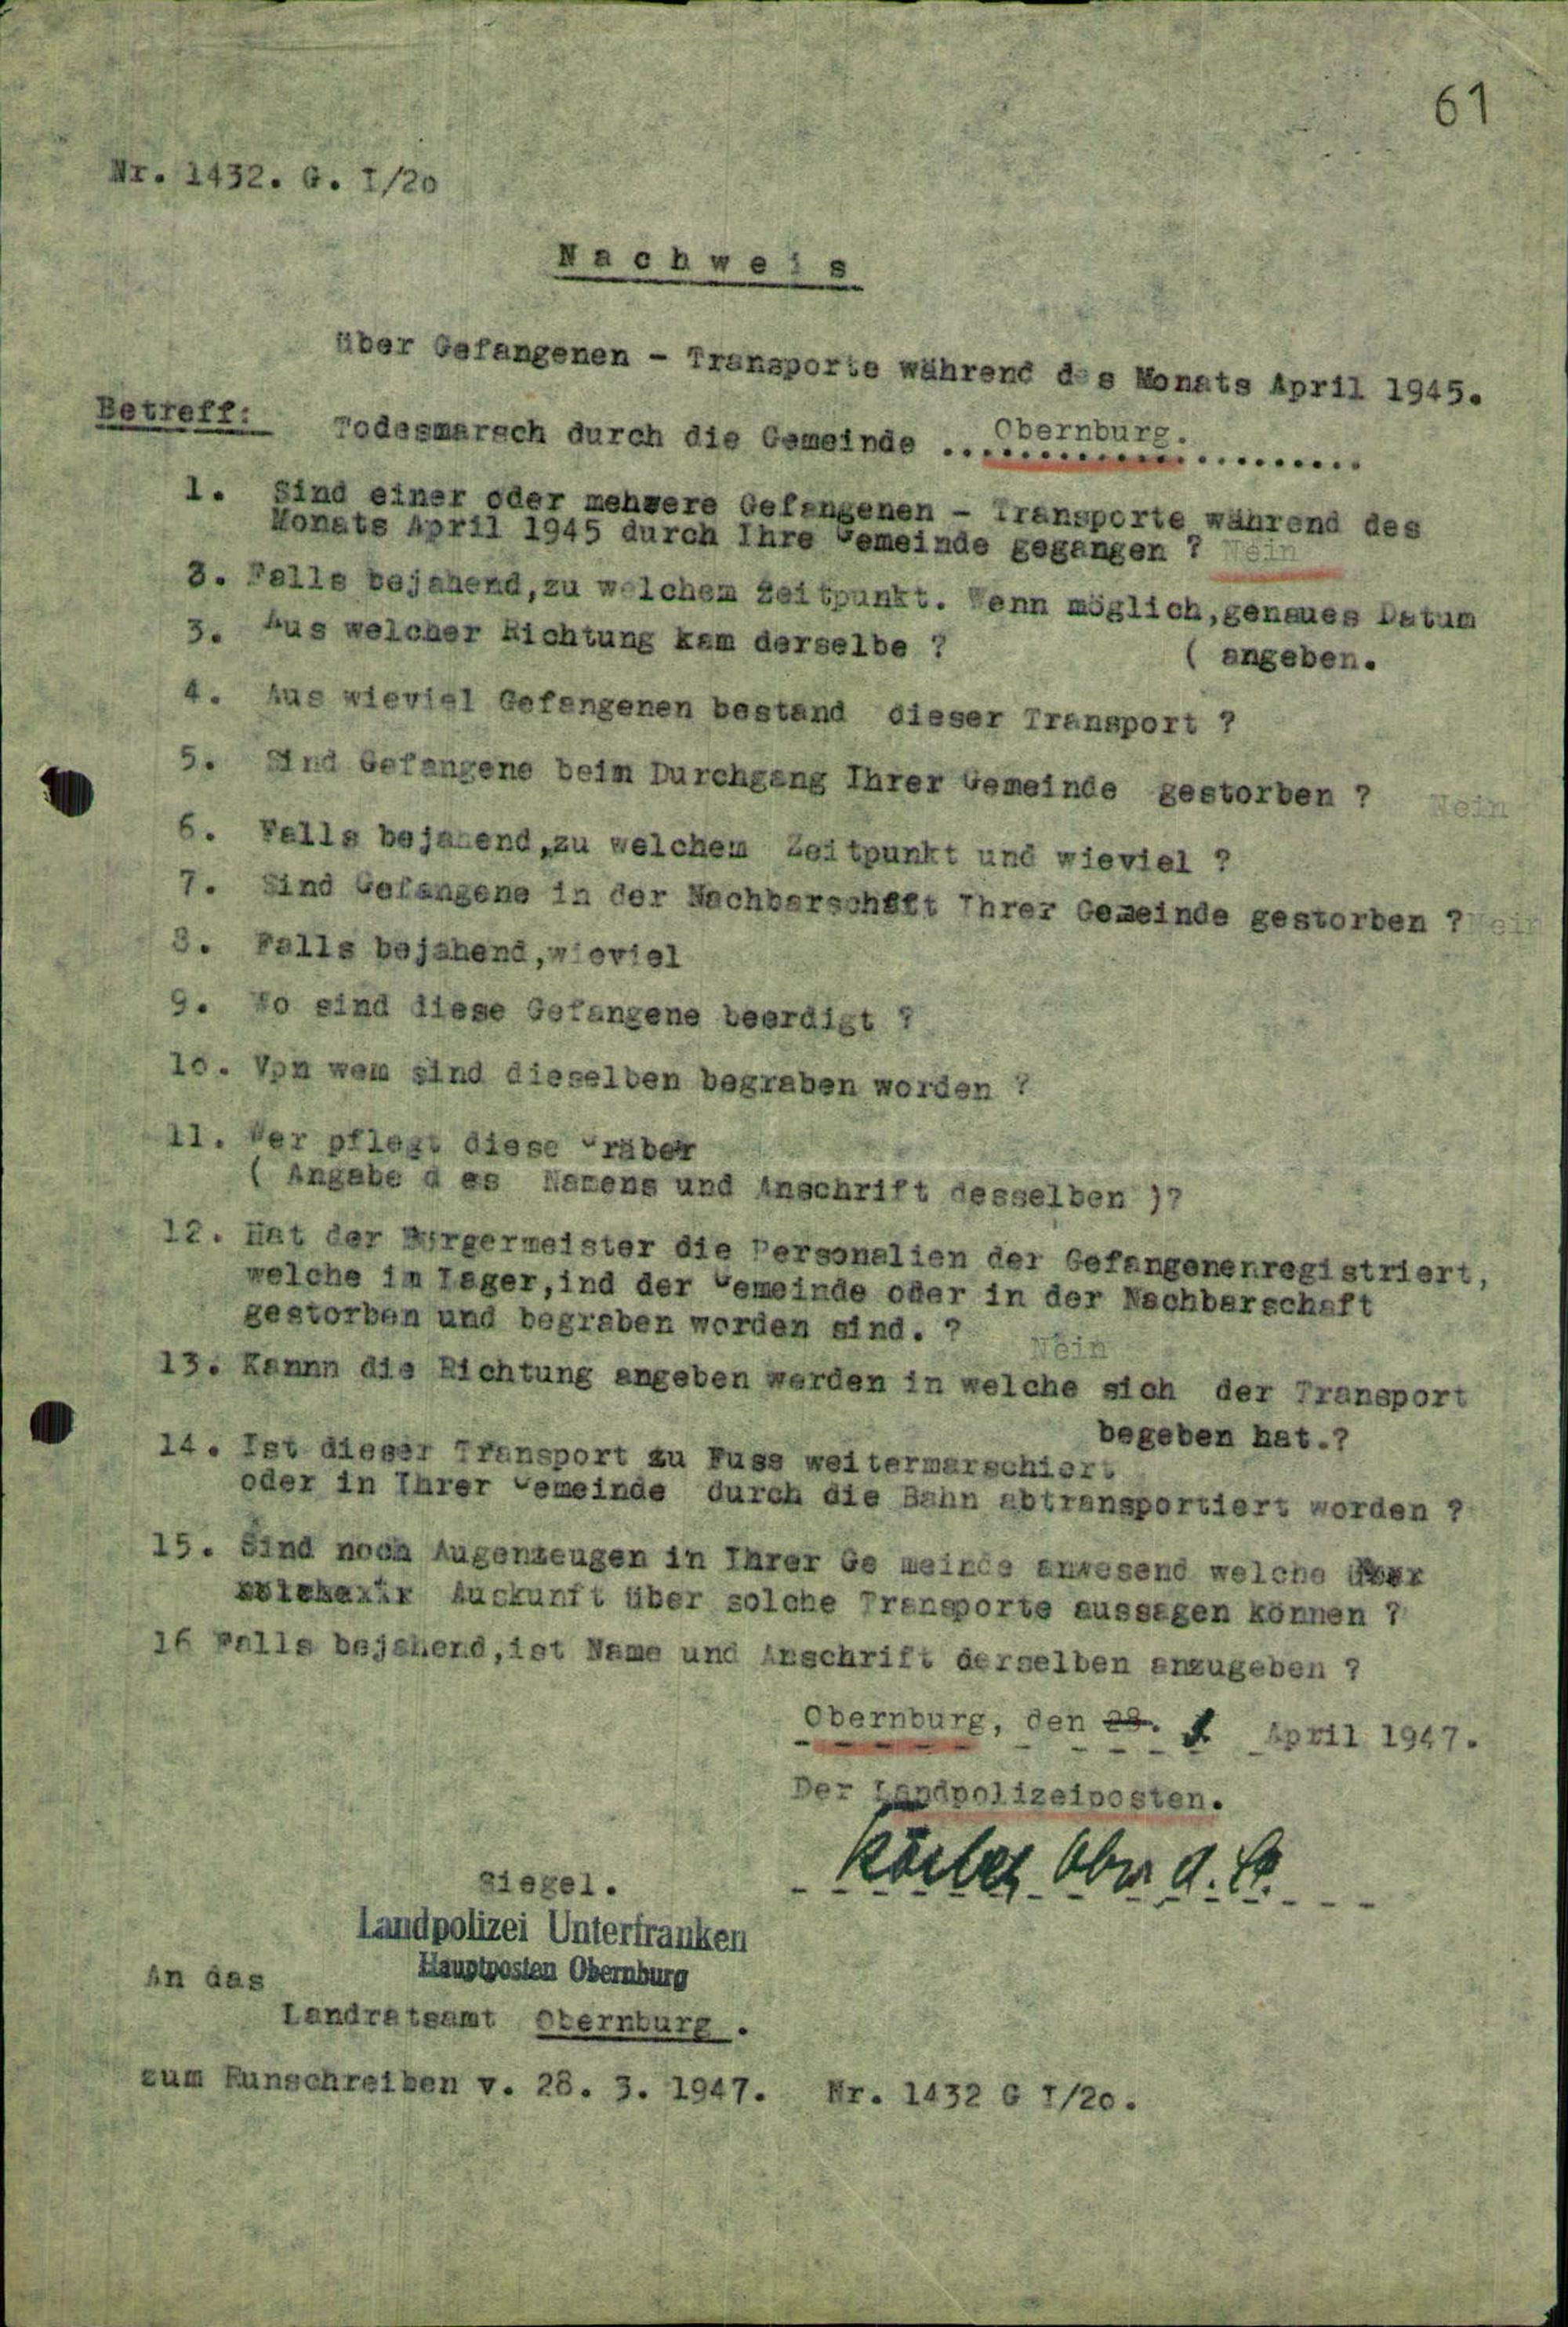 61
Nr. 1432. G. I/2o
N a c h w e i s
über Gefangenen - Transporte während des Monats April 1945.
Betreff: Todesmarsch durch die Gemeinde ... Obernburg. ...........
1. Sind einer oder mehrere Gefangenen - Transporte während des
Monats April 1945 durch Ihre Gemeinde gegangen ? Nein
3. Falls bejahend,zu welchem Zeitpunkt. Wenn möglich,genaues Datum
3. Aus welcher Richtung kam derselbe ? ( angeben.
4. Aus wieviel Gefangenen bestand dieser Transport ?
5. Sind Gefangene beim Durchgang Ihrer Gemeinde gestorben ? Nein
6. Falls bejahend,zu welchem Zeitpunkt und wieviel ?
7. Sind Gefangene in der Nachbarschaft Ihrer Gemeinde gestorben ? Nein
8. Falls bejahend,wieviel
9. Wo sind diese Gefangene beerdigt ?
1o. Von wem sind dieselben begraben worden ?
11. Wer pflegt diese Gräber
( Angabe d es Namens und Anschrift desselben )?
12. Hat der Bürgermeister die Personalien der Gefangenenregistriert,
welche im Lager,ind der Gemeinde oder in der Nachbarschaft
gestorben und begraben worden sind. ? Nein
13. Kannn die Richtung angeben werden in welche sich der Transport
begeben hat.?
14. Ist dieser Transport zu Fuss weitermarschiert
oder in Ihrer Gemeinde durch die Bahn abtransportiert worden ?
15. Sind noch Augenzeugen in Ihrer Ge meinde anwesend welche
Auskunft über solche Transporte aussagen können ?
16 Falls bejahend,ist Name und Anschrift derselben anzugeben ?
Obernburg, den 28. 1. April 1947.
Der Landpolizeiposten.
Siegel.
Landpolizei Unterfranken
Hauptposten Obernburg
An das
Landratsamt Obernburg .
zum Runschreiben v. 28. 3. 1947. Nr. 1432 G I/2o.